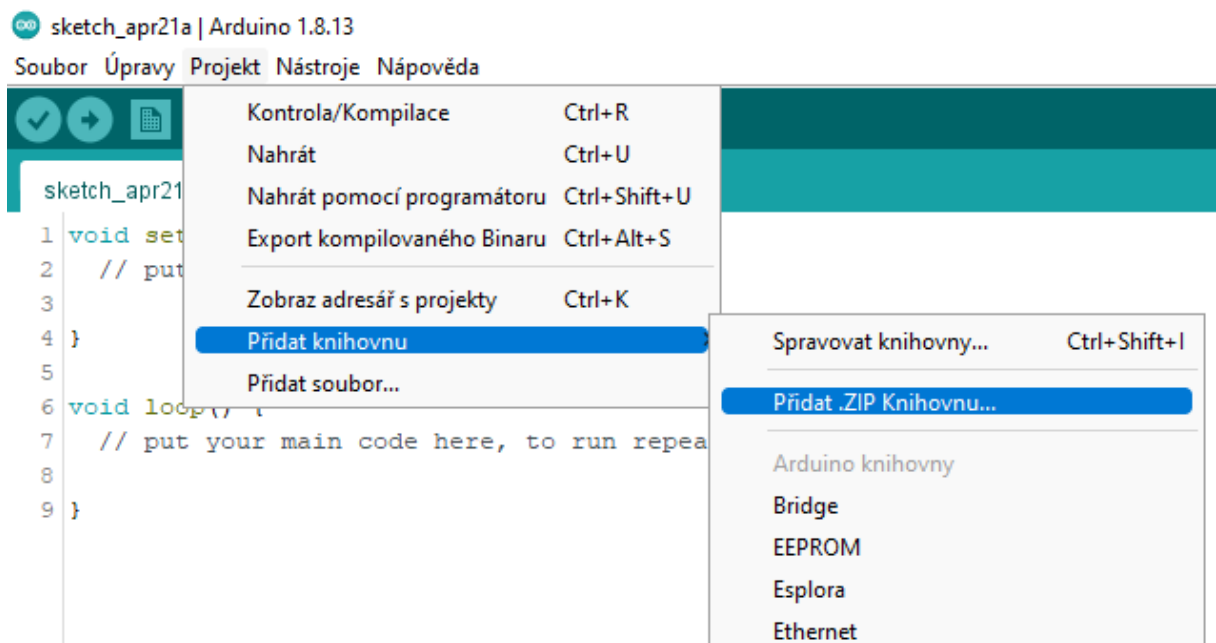 sketch_apr21a | Arduino 1.8.13
Soubor Úpravy Projekt Nástroje Nápověda
Kontrola/Kompilace Ctrl+R
Nahrát Ctrl+U
Nahrát pomocí programátoru Ctrl+Shift+U
Export kompilovaného Binaru Ctrl+Alt+S
Zobraz adresář s projekty Ctrl+K
Přidat knihovnu
Přidat soubor...
Spravovat knihovny... Ctrl+Shift+I
Přidat .ZIP Knihovnu...
Arduino knihovny
Bridge
EEPROM
Esplora
Ethernet
sketch_apr21
1 void set
2 // put
3
4 }
5
6 void loop() {
7 // put your main code here, to run repea
8
9 }